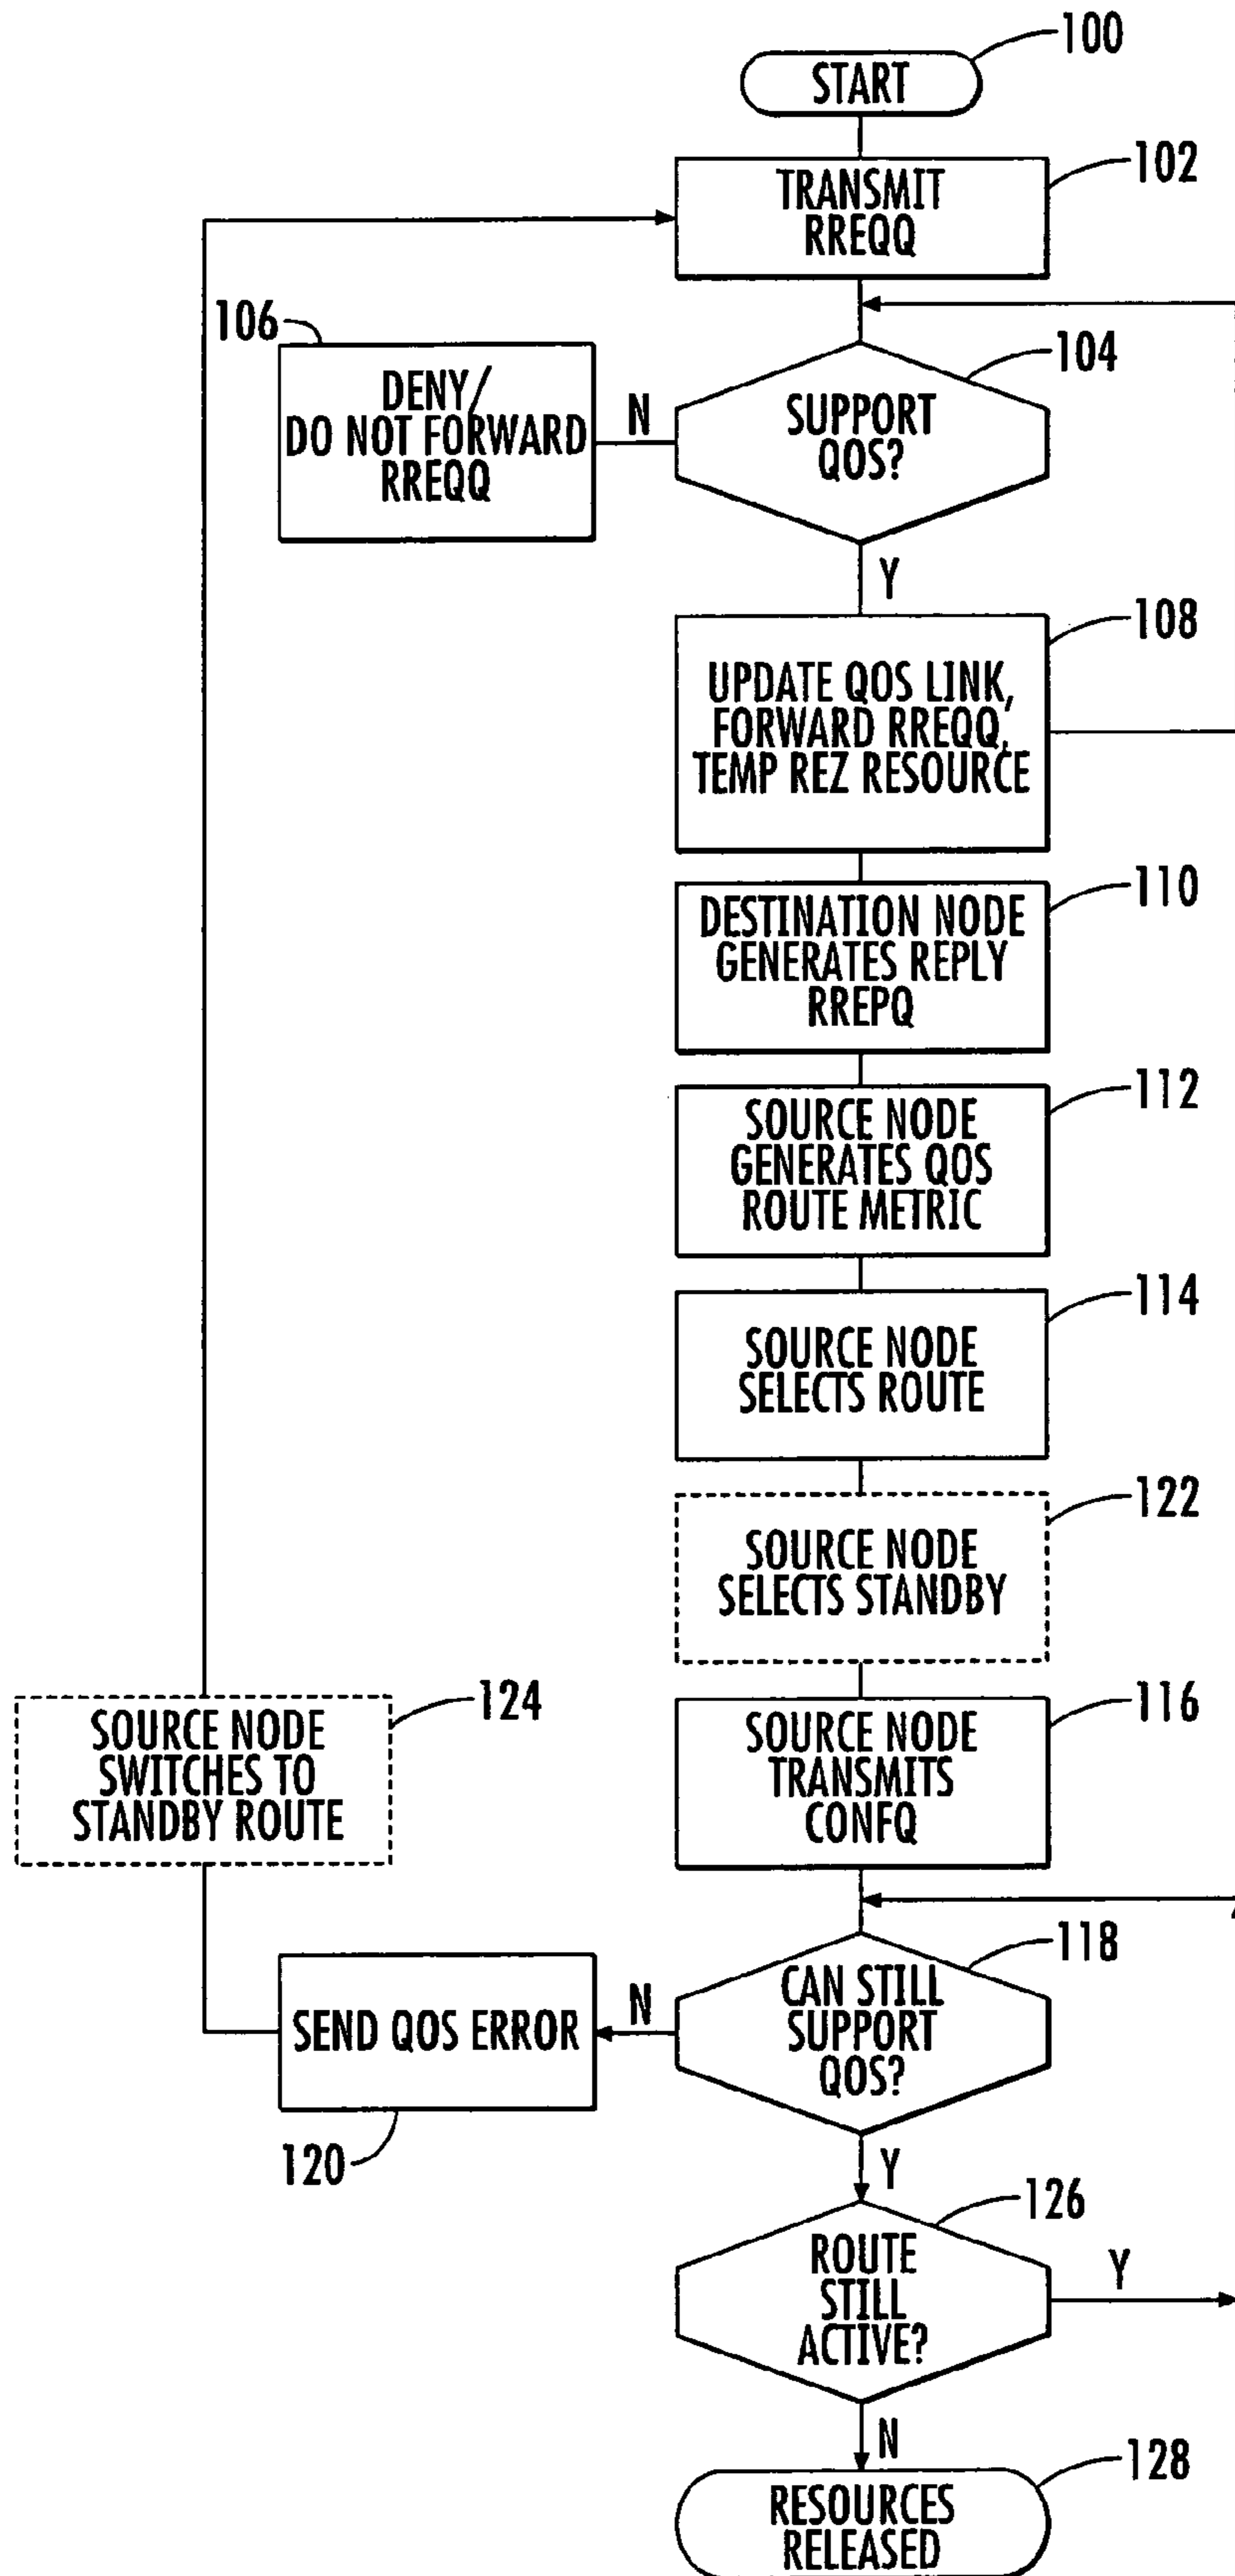 100
START
102
TRANSMIT
RREQQ
106
104
DENY/
DO NOT FORWARD
RREQQ
N
SUPPORT
QOS?
Y
108
UPDATE QOS LINK,
FORWARD RREQQ,
TEMP REZ RESOURCE
110
DESTINATION NODE
GENERATES REPLY
RREPQ
112
SOURCE NODE
GENERATES QOS
ROUTE METRIC
114
SOURCE NODE
SELECTS ROUTE
122
SOURCE NODE
SELECTS STANDBY
124
SOURCE NODE
SWITCHES TO
STANDBY ROUTE
116
SOURCE NODE
TRANSMITS
CONFQ
118
CAN STILL
SUPPORT
QOS?
N
SEND QOS ERROR
120
Y
126
ROUTE
STILL
ACTIVE?
Y
N
128
RESOURCES
RELEASED